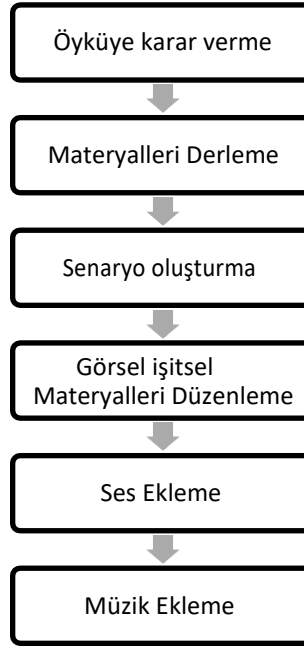 Öyküye karar verme
Materyalleri Derleme
Senaryo oluşturma
Görsel işitsel
Materyalleri Düzenleme
Ses Ekleme
Müzik Ekleme